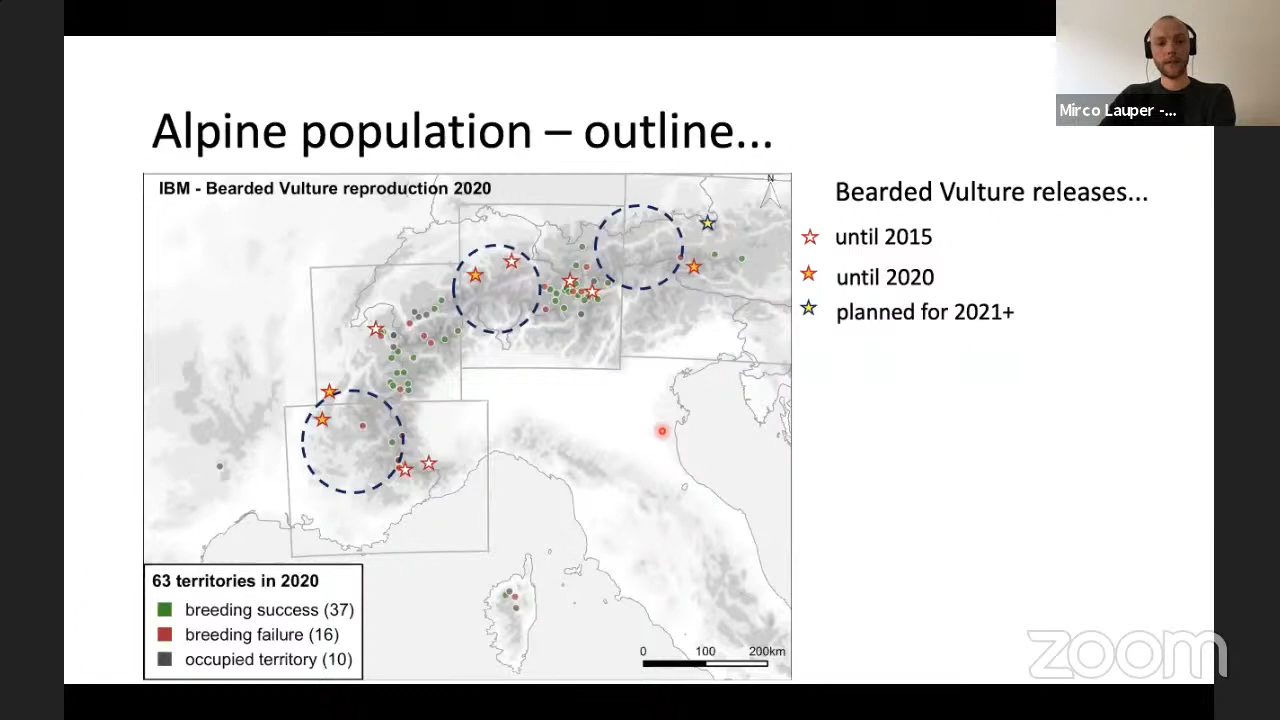 Mirco Lauper -...
Alpine population – outline...
IBM - Bearded Vulture reproduction 2020
N
Bearded Vulture releases...
until 2015
until 2020
planned for 2021+
63 territories in 2020
breeding success (37)
breeding failure (16)
occupied territory (10)
0 100 200km
zoom